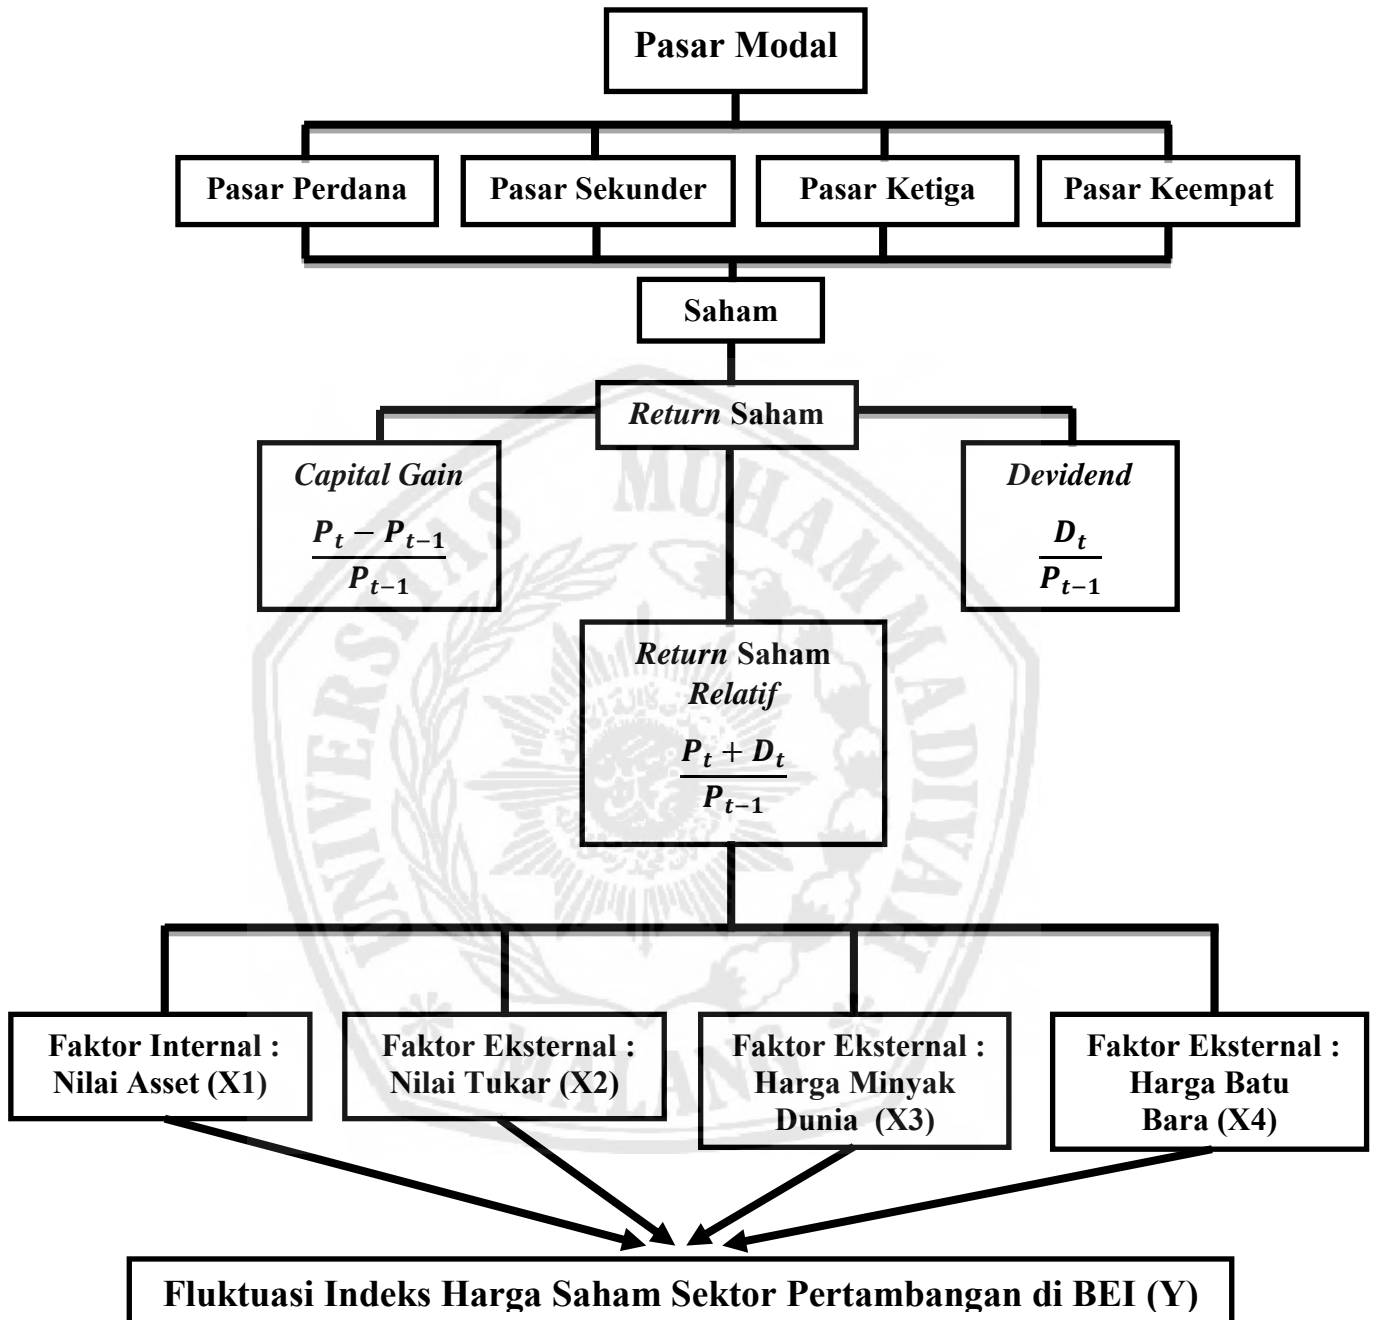 Pasar Modal
Pasar Perdana
Pasar Sekunder
Pasar Ketiga
Pasar Keempat
Saham
Return Saham
Capital Gain
P_t − P_{t−1}
P_{t−1}
Devidend
D_t
P_{t−1}
Return Saham
Relatif
P_t + D_t
P_{t−1}
Faktor Internal :
Nilai Asset (X1)
Faktor Eksternal :
Nilai Tukar (X2)
Faktor Eksternal :
Harga Minyak
Dunia (X3)
Faktor Eksternal :
Harga Batu
Bara (X4)
Fluktuasi Indeks Harga Saham Sektor Pertambangan di BEI (Y)
UNIVERSITAS MUHAMMADIYAH
* MALANG *